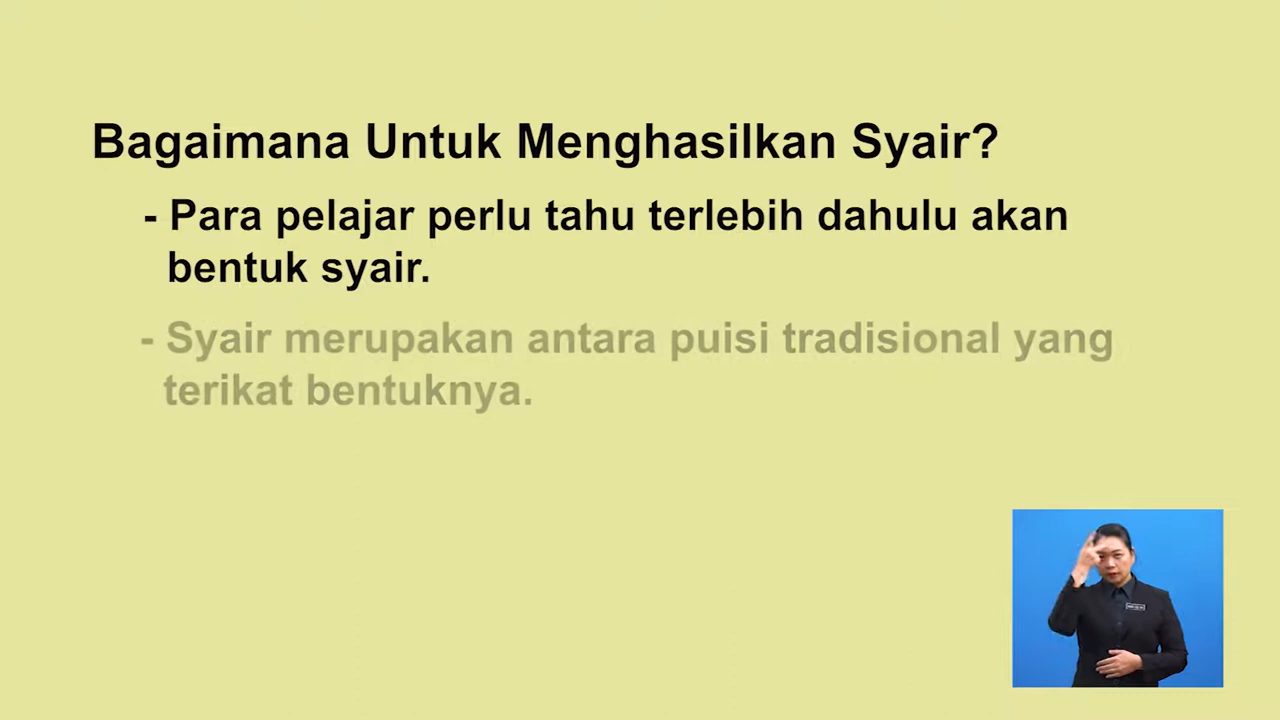 Bagaimana Untuk Menghasilkan Syair?
- Para pelajar perlu tahu terlebih dahulu akan
bentuk syair.
- Syair merupakan antara puisi tradisional yang
terikat bentuknya.